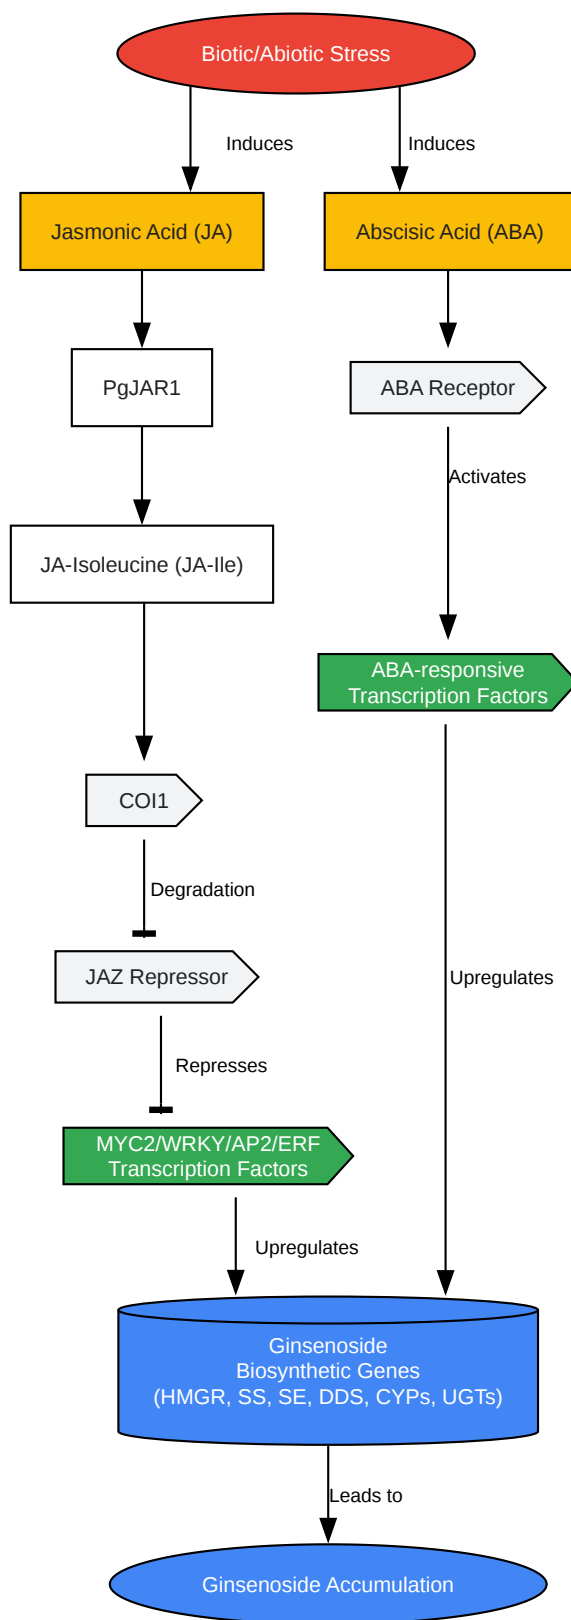 Biotic/Abiotic Stress
Induces
Induces
Jasmonic Acid (JA)
Abscisic Acid (ABA)
PgJAR1
ABA Receptor
Activates
JA-Isoleucine (JA-Ile)
ABA-responsive
Transcription Factors
COI1
Degradation
JAZ Repressor
Upregulates
Represses
MYC2/WRKY/AP2/ERF
Transcription Factors
Upregulates
Ginsenoside
Biosynthetic Genes
(HMGR, SS, SE, DDS, CYPs, UGTs)
Leads to
Ginsenoside Accumulation